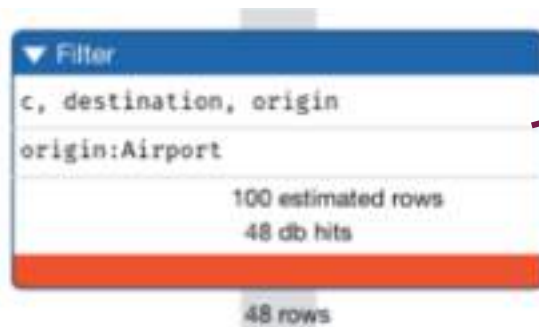 Filter
c, destination, origin
origin:Airport
100 estimated rows
48 db hits
48 rows